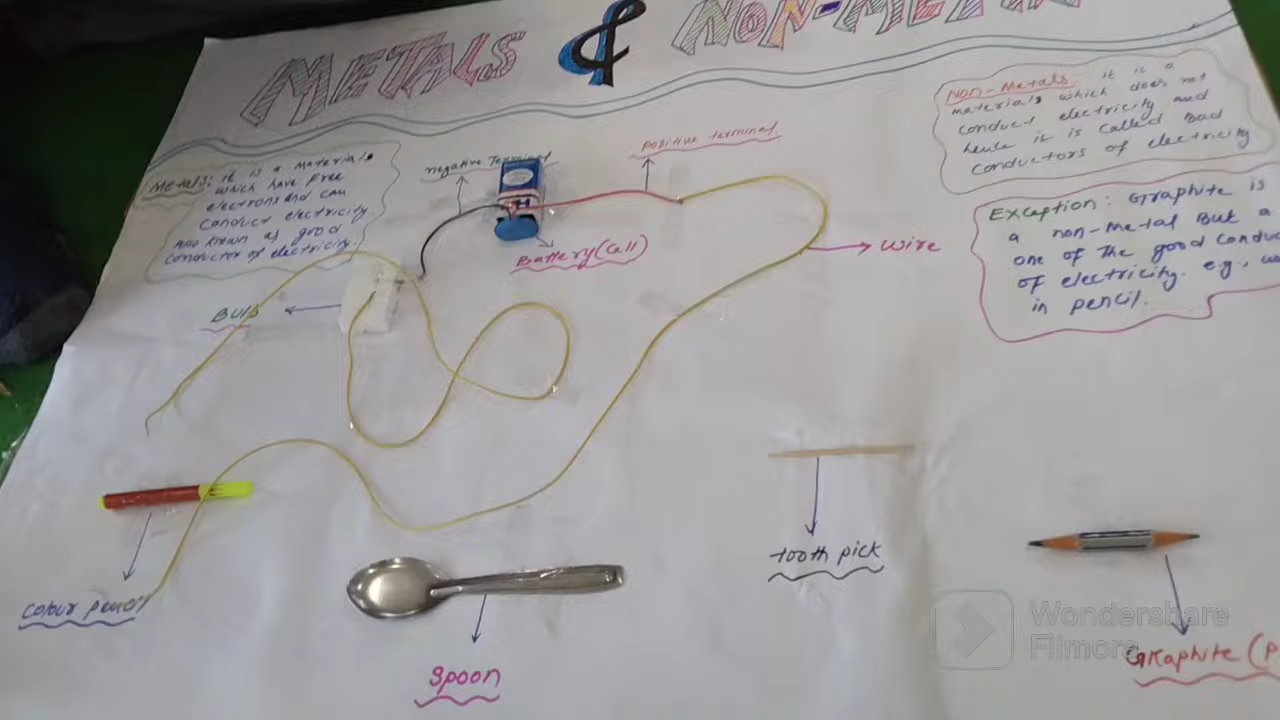 METALS & NON-METAL
Metals: it is a material
which have free
electrons and can
conduct electricity
Also known as good
conductor of electricity
negative Terminal
positive terminal
Battery(Cell)
Wire
Bulb
Non-Metals: it is a
materials which does not
conduct electricity and
hence it is called Bad
conductors of electricity
Exception: Graphite is
a non-metal But a
one of the good conduc
of electricity. e.g.,
in pencil.
colour pencil
Spoon
tooth pick
Graphite (P
Wondershare
Filmora